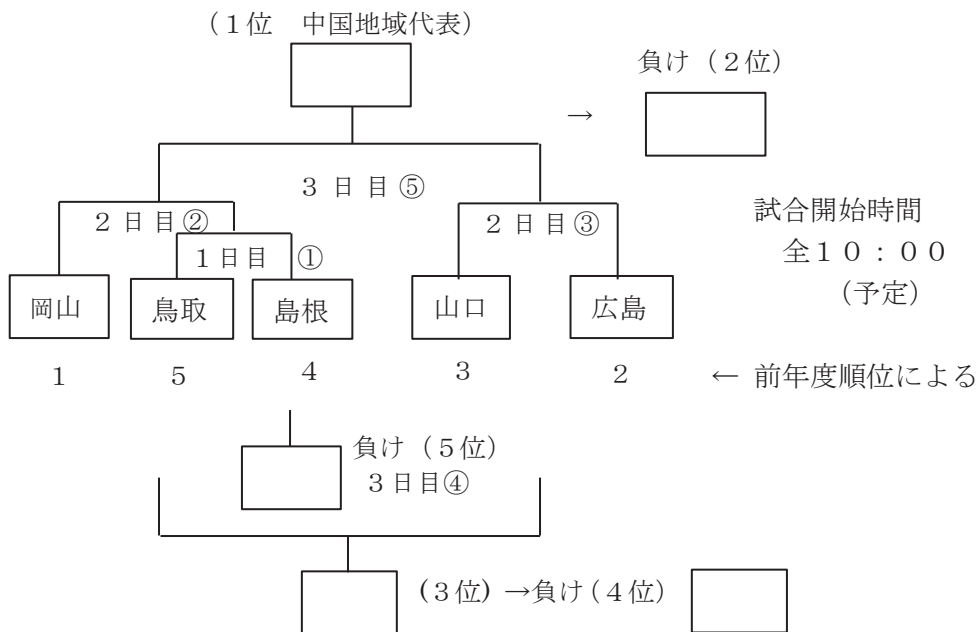 (１位　中国地域代表)
負け（２位）
→
３日目⑤
試合開始時間
２日目②
２日目③
全１０：００
１日目　①
(予定)
岡山　鳥取　島根　山口　広島
１　５　４　３　２　← 前年度順位による
負け（５位）
３日目④
(３位) →負け(４位)